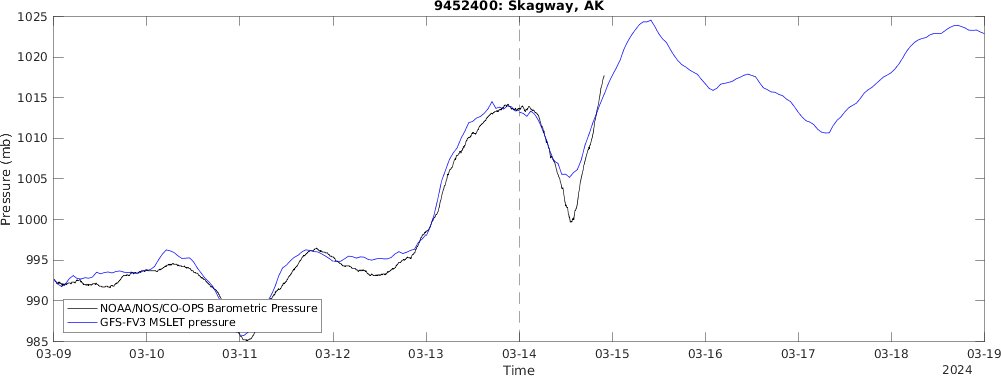 9452400: Skagway, AK
Pressure (mb)
1025
1020
1015
1010
1005
1000
995
990
985
NOAA/NOS/CO-OPS Barometric Pressure
GFS-FV3 MSLET pressure
03-09 03-10 03-11 03-12 03-13 03-14 03-15 03-16 03-17 03-18 03-19
Time
2024